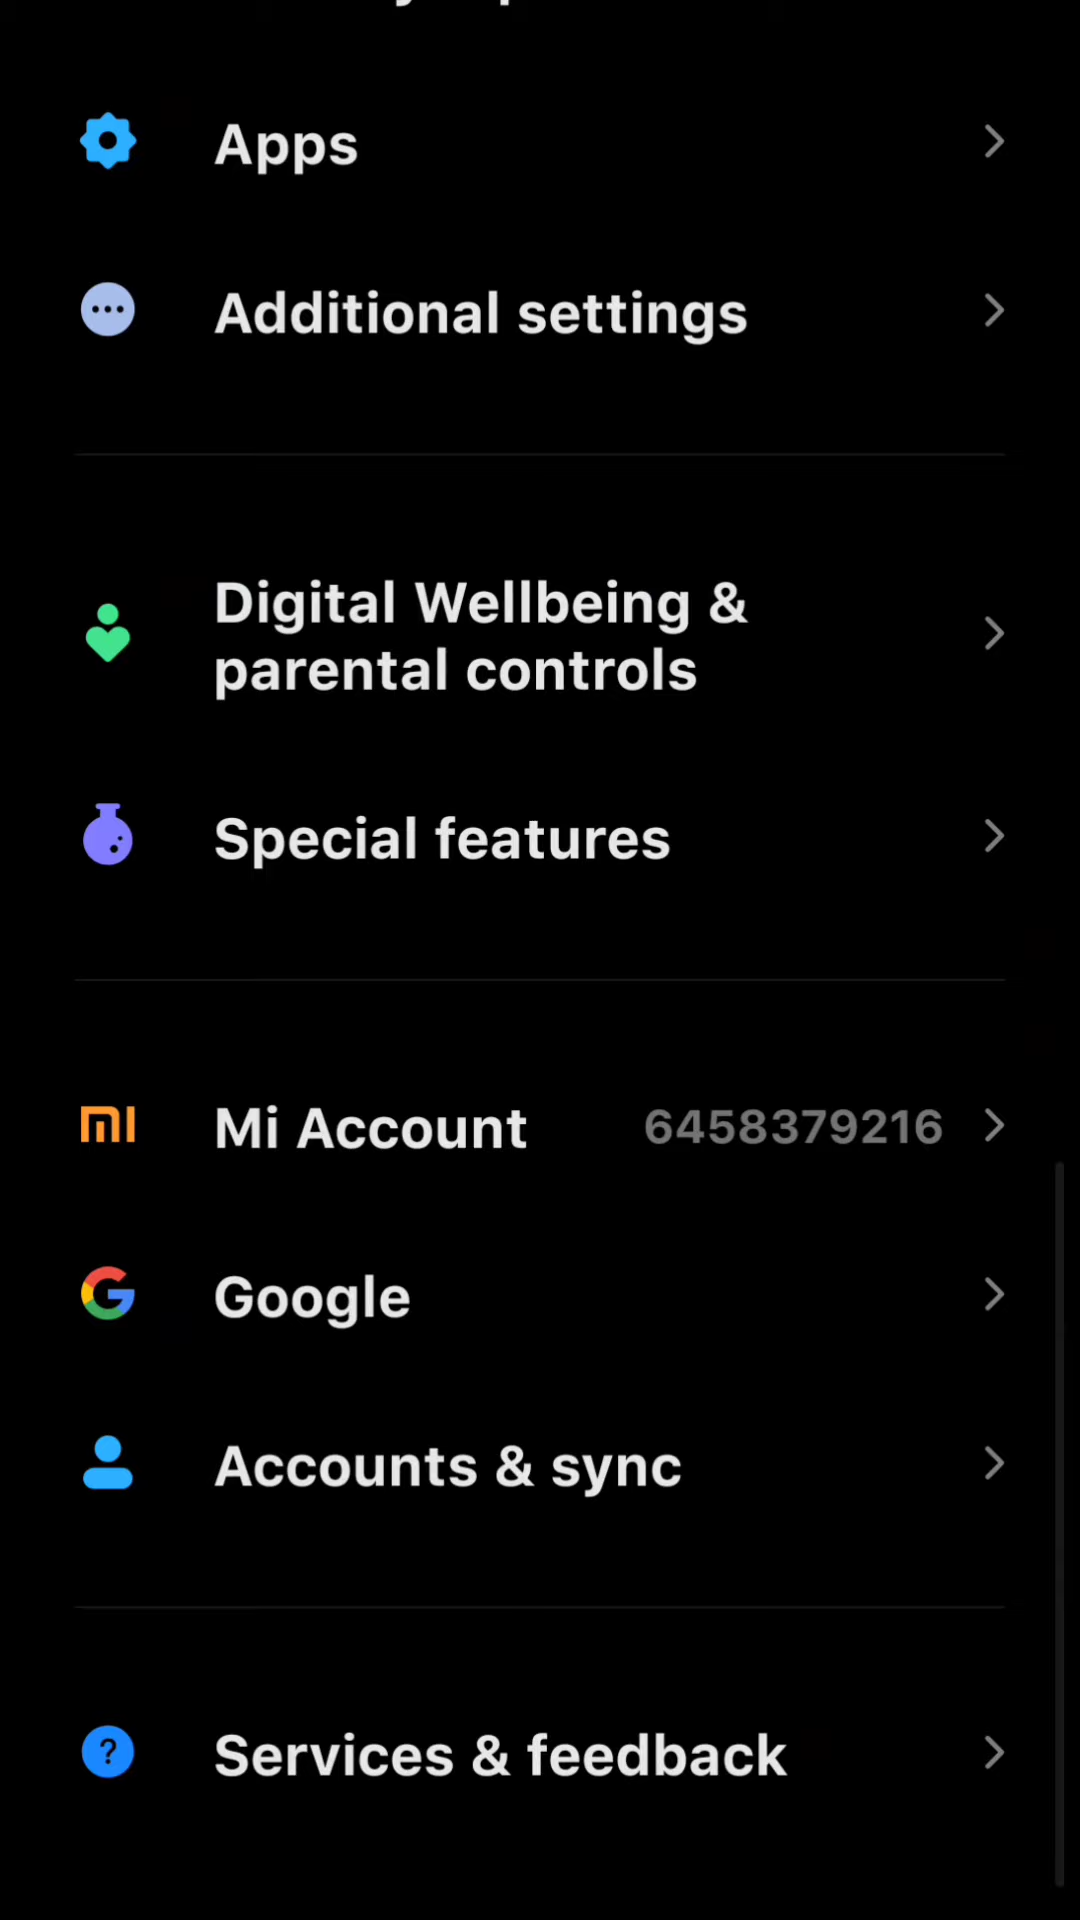 Apps
Additional settings
Digital Wellbeing &
parental controls
Special features
Mi Account 6458379216
Google
Accounts & sync
Services & feedback